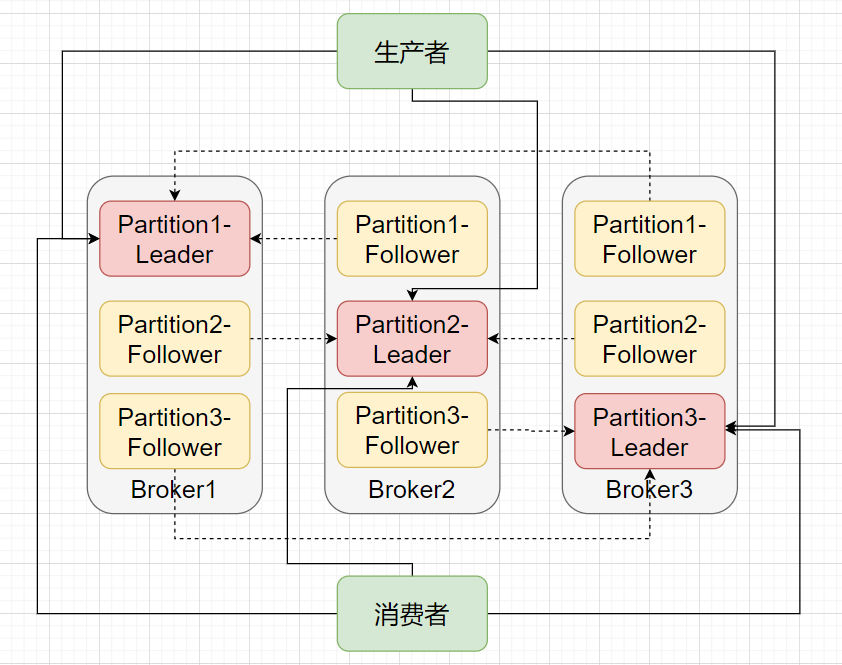 生产者
Partition1-
Leader
Partition2-
Follower
Partition3-
Follower
Broker1
Partition1-
Follower
Partition2-
Leader
Partition3-
Follower
Broker2
Partition1-
Follower
Partition2-
Follower
Partition3-
Leader
Broker3
消费者